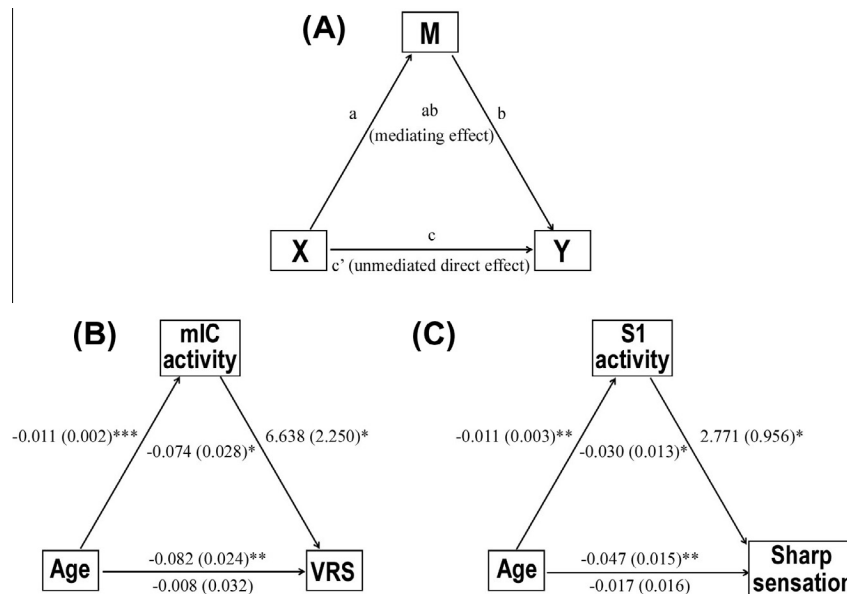 (A)
M
a
ab
b
(mediating effect)
X
c
Y
c' (unmediated direct effect)
(B)
mIC
activity
-0.011 (0.002)***
6.638 (2.250)*
-0.074 (0.028)*
Age
-0.082 (0.024)**
VRS
-0.008 (0.032)
(C)
S1
activity
-0.011 (0.003)**
2.771 (0.956)*
-0.030 (0.013)*
Age
-0.047 (0.015)**
Sharp
sensation
-0.017 (0.016)